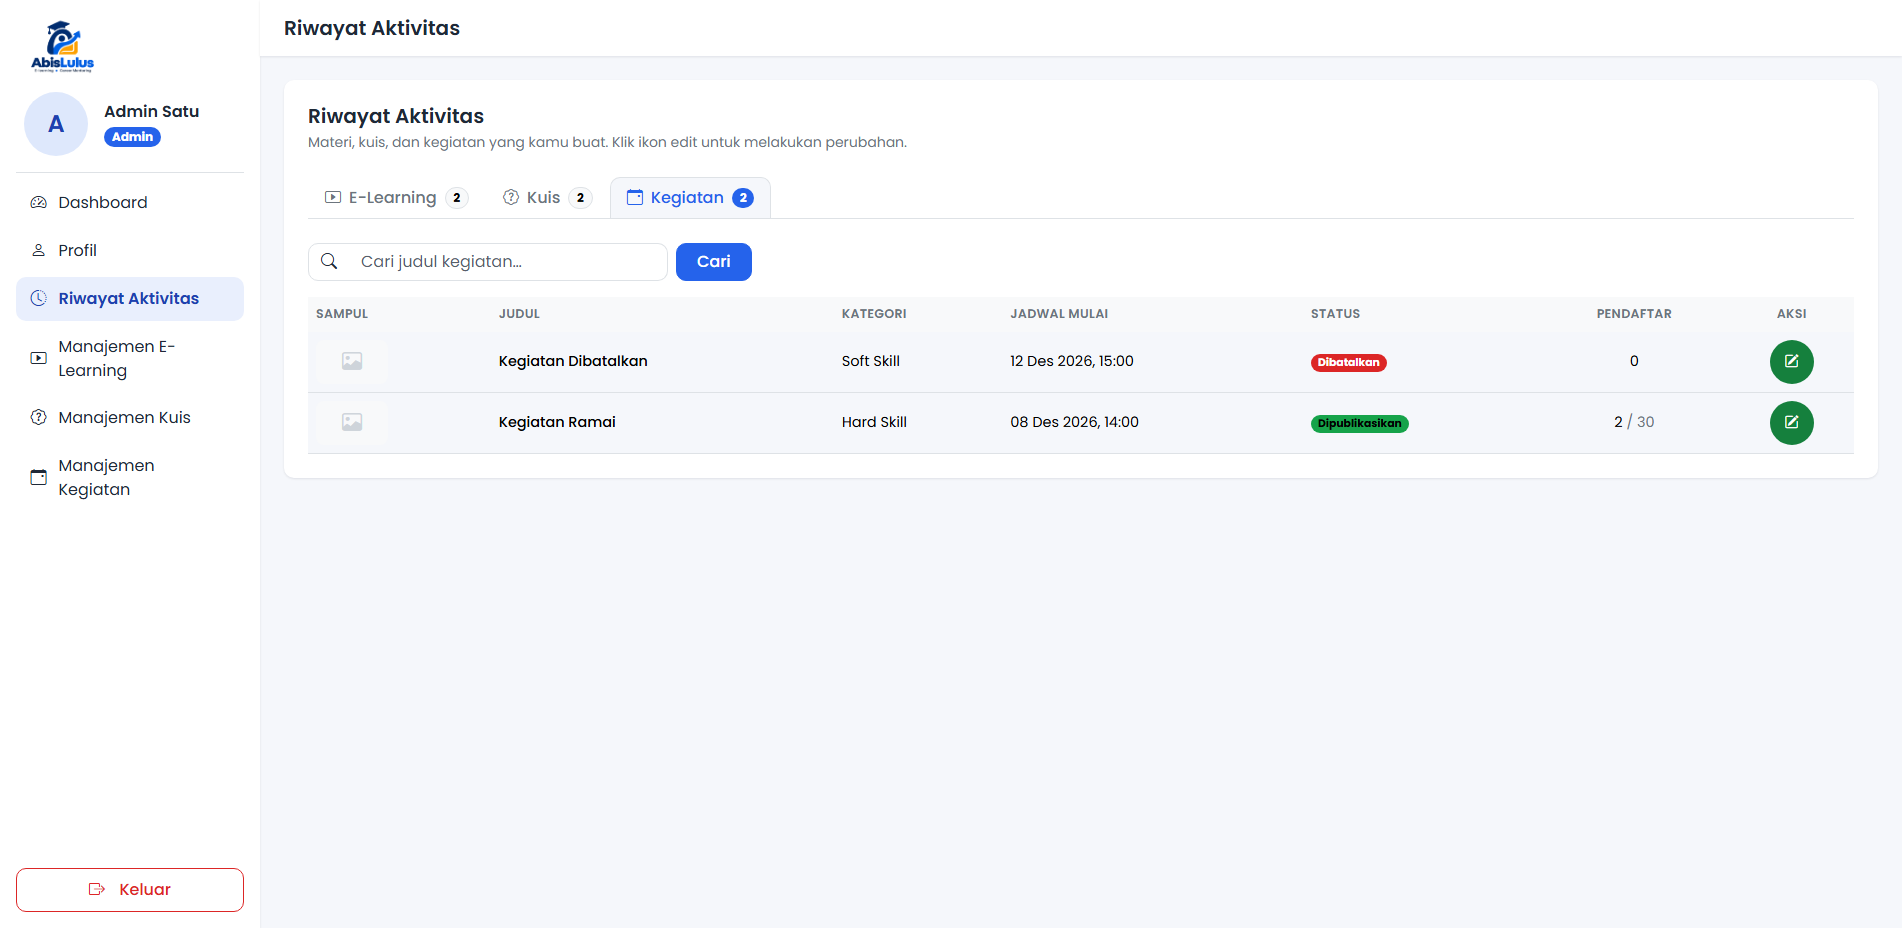 AbisLulus
A
Admin Satu
Admin
Dashboard
Profil
Riwayat Aktivitas
Manajemen E-
Learning
Manajemen Kuis
Manajemen
Kegiatan
Keluar
Riwayat Aktivitas
Riwayat Aktivitas
Materi, kuis, dan kegiatan yang kamu buat. Klik ikon edit untuk melakukan perubahan.
E-Learning 2 Kuis 2 Kegiatan 2
Cari judul kegiatan... Cari
SAMPUL JUDUL KATEGORI JADWAL MULAI STATUS PENDAFTAR AKSI
Kegiatan Dibatalkan Soft Skill 12 Des 2026, 15:00 Dibatalkan 0
Kegiatan Ramai Hard Skill 08 Des 2026, 14:00 Dipublikasikan 2 / 30